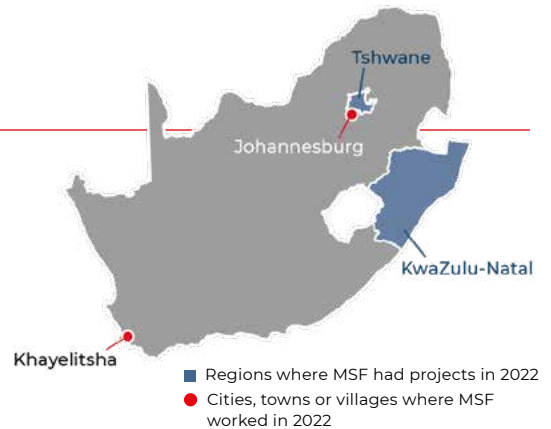 Tshwane
Johannesburg
KwaZulu-Natal
Khayelitsha
Regions where MSF had projects in 2022
Cities, towns or villages where MSF
worked in 2022